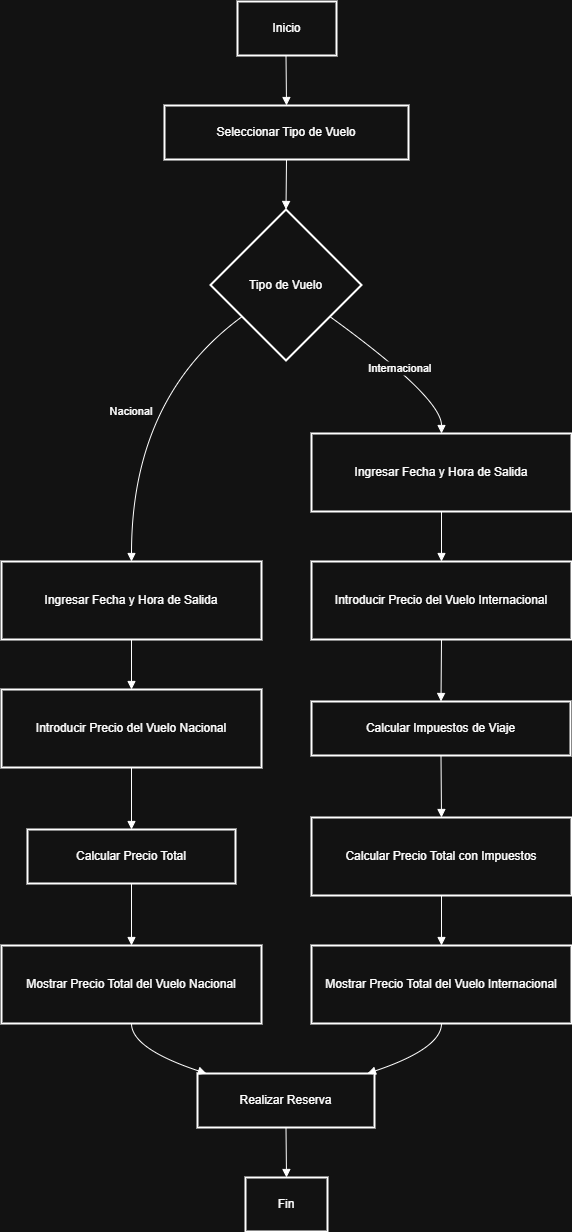 Inicio
Seleccionar Tipo de Vuelo
Tipo de Vuelo
Internacional
Nacional
Ingresar Fecha y Hora de Salida
Ingresar Fecha y Hora de Salida
Introducir Precio del Vuelo Internacional
Introducir Precio del Vuelo Nacional
Calcular Impuestos de Viaje
Calcular Precio Total
Calcular Precio Total con Impuestos
Mostrar Precio Total del Vuelo Nacional
Mostrar Precio Total del Vuelo Internacional
Realizar Reserva
Fin